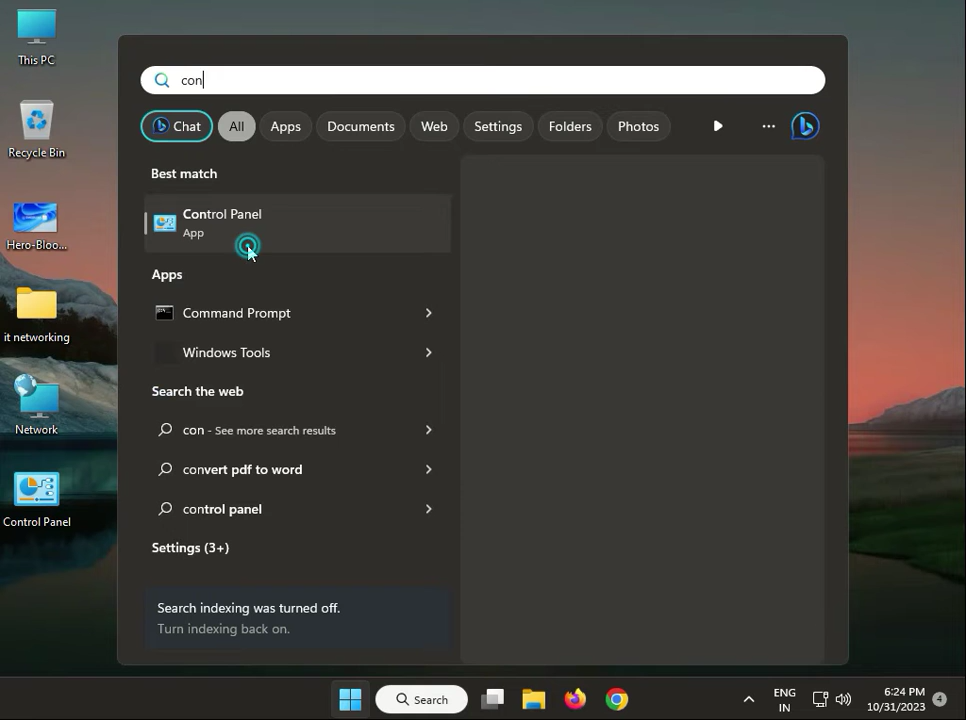 This PC
Recycle Bin
Hero-Bloo...
it networking
Network
Control Panel
con
Chat
All
Apps
Documents
Web
Settings
Folders
Photos
Best match
Control Panel
App
Apps
Command Prompt
Windows Tools
Search the web
con - See more search results
convert pdf to word
control panel
Settings (3+)
Search indexing was turned off.
Turn indexing back on.
Search
ENG
IN
6:24 PM
10/31/2023
4